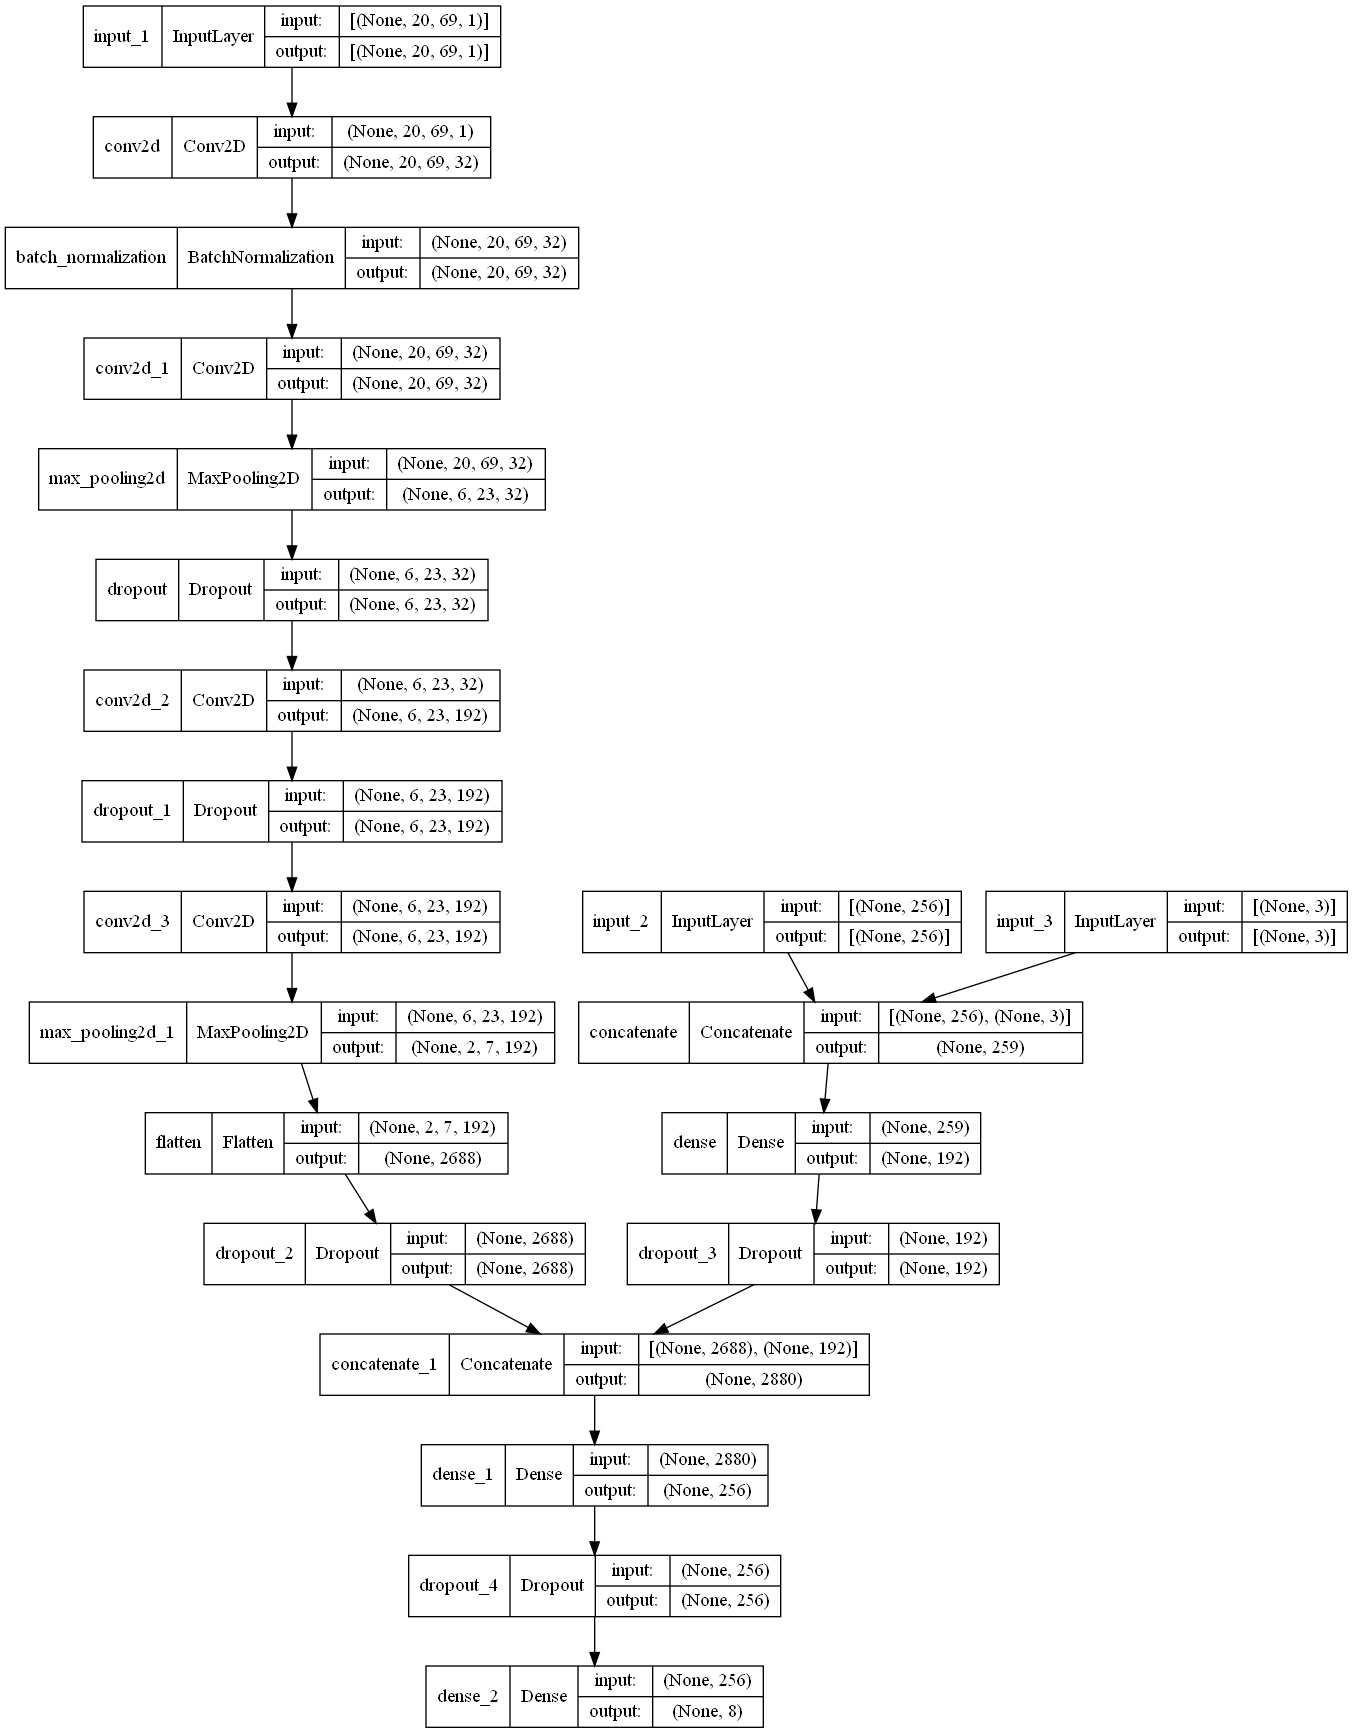 input_1 InputLayer input: [(None, 20, 69, 1)]
output: [(None, 20, 69, 1)]
conv2d Conv2D input: (None, 20, 69, 1)
output: (None, 20, 69, 32)
batch_normalization BatchNormalization input: (None, 20, 69, 32)
output: (None, 20, 69, 32)
conv2d_1 Conv2D input: (None, 20, 69, 32)
output: (None, 20, 69, 32)
max_pooling2d MaxPooling2D input: (None, 20, 69, 32)
output: (None, 6, 23, 32)
dropout Dropout input: (None, 6, 23, 32)
output: (None, 6, 23, 32)
conv2d_2 Conv2D input: (None, 6, 23, 32)
output: (None, 6, 23, 192)
dropout_1 Dropout input: (None, 6, 23, 192)
output: (None, 6, 23, 192)
conv2d_3 Conv2D input: (None, 6, 23, 192)
output: (None, 6, 23, 192)
input_2 InputLayer input: [(None, 256)]
output: [(None, 256)]
input_3 InputLayer input: [(None, 3)]
output: [(None, 3)]
max_pooling2d_1 MaxPooling2D input: (None, 6, 23, 192)
output: (None, 2, 7, 192)
concatenate Concatenate input: [(None, 256), (None, 3)]
output: (None, 259)
flatten Flatten input: (None, 2, 7, 192)
output: (None, 2688)
dense Dense input: (None, 259)
output: (None, 192)
dropout_2 Dropout input: (None, 2688)
output: (None, 2688)
dropout_3 Dropout input: (None, 192)
output: (None, 192)
concatenate_1 Concatenate input: [(None, 2688), (None, 192)]
output: (None, 2880)
dense_1 Dense input: (None, 2880)
output: (None, 256)
dropout_4 Dropout input: (None, 256)
output: (None, 256)
dense_2 Dense input: (None, 256)
output: (None, 8)